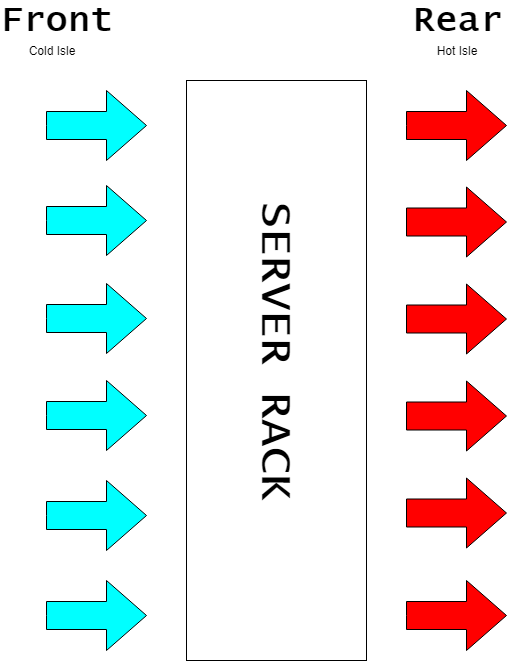 Front
Rear
Cold Isle
Hot Isle
SERVER RACK